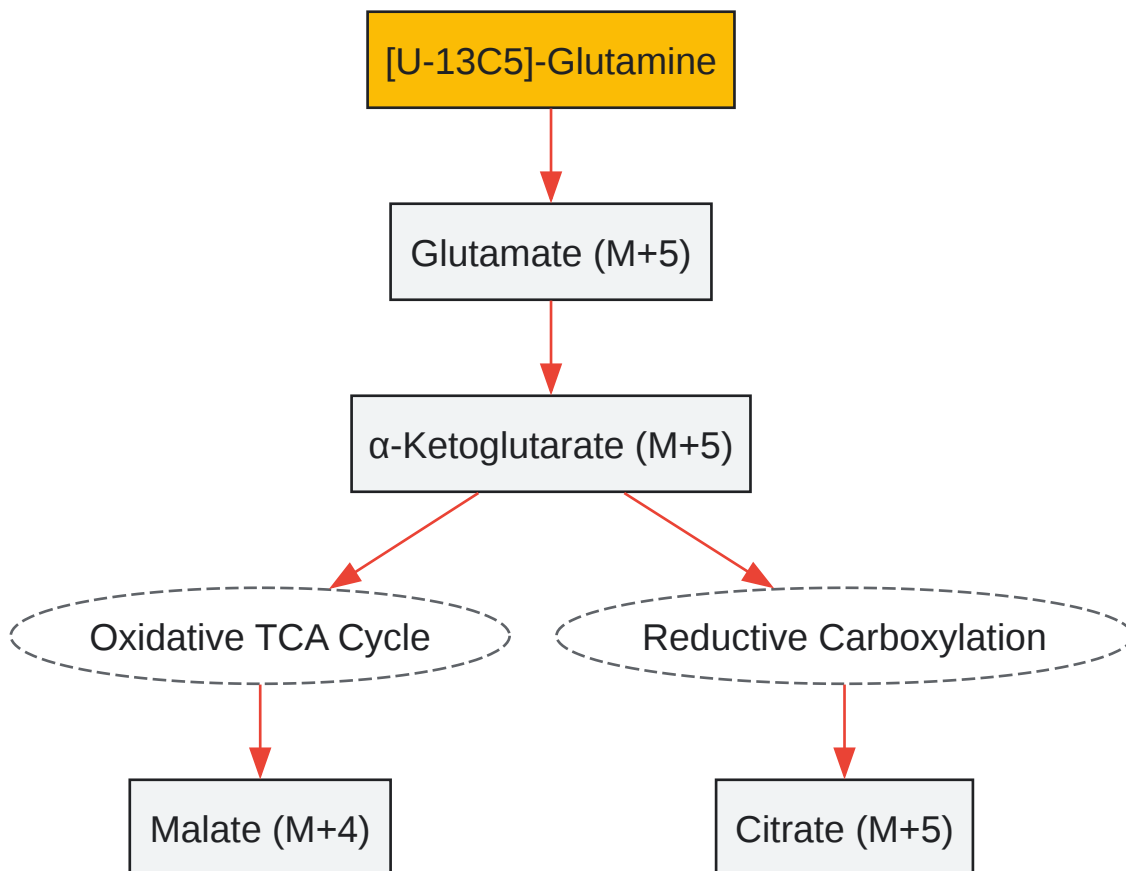 [U-13C5]-Glutamine
Glutamate (M+5)
α-Ketoglutarate (M+5)
Oxidative TCA Cycle
Reductive Carboxylation
Malate (M+4)
Citrate (M+5)